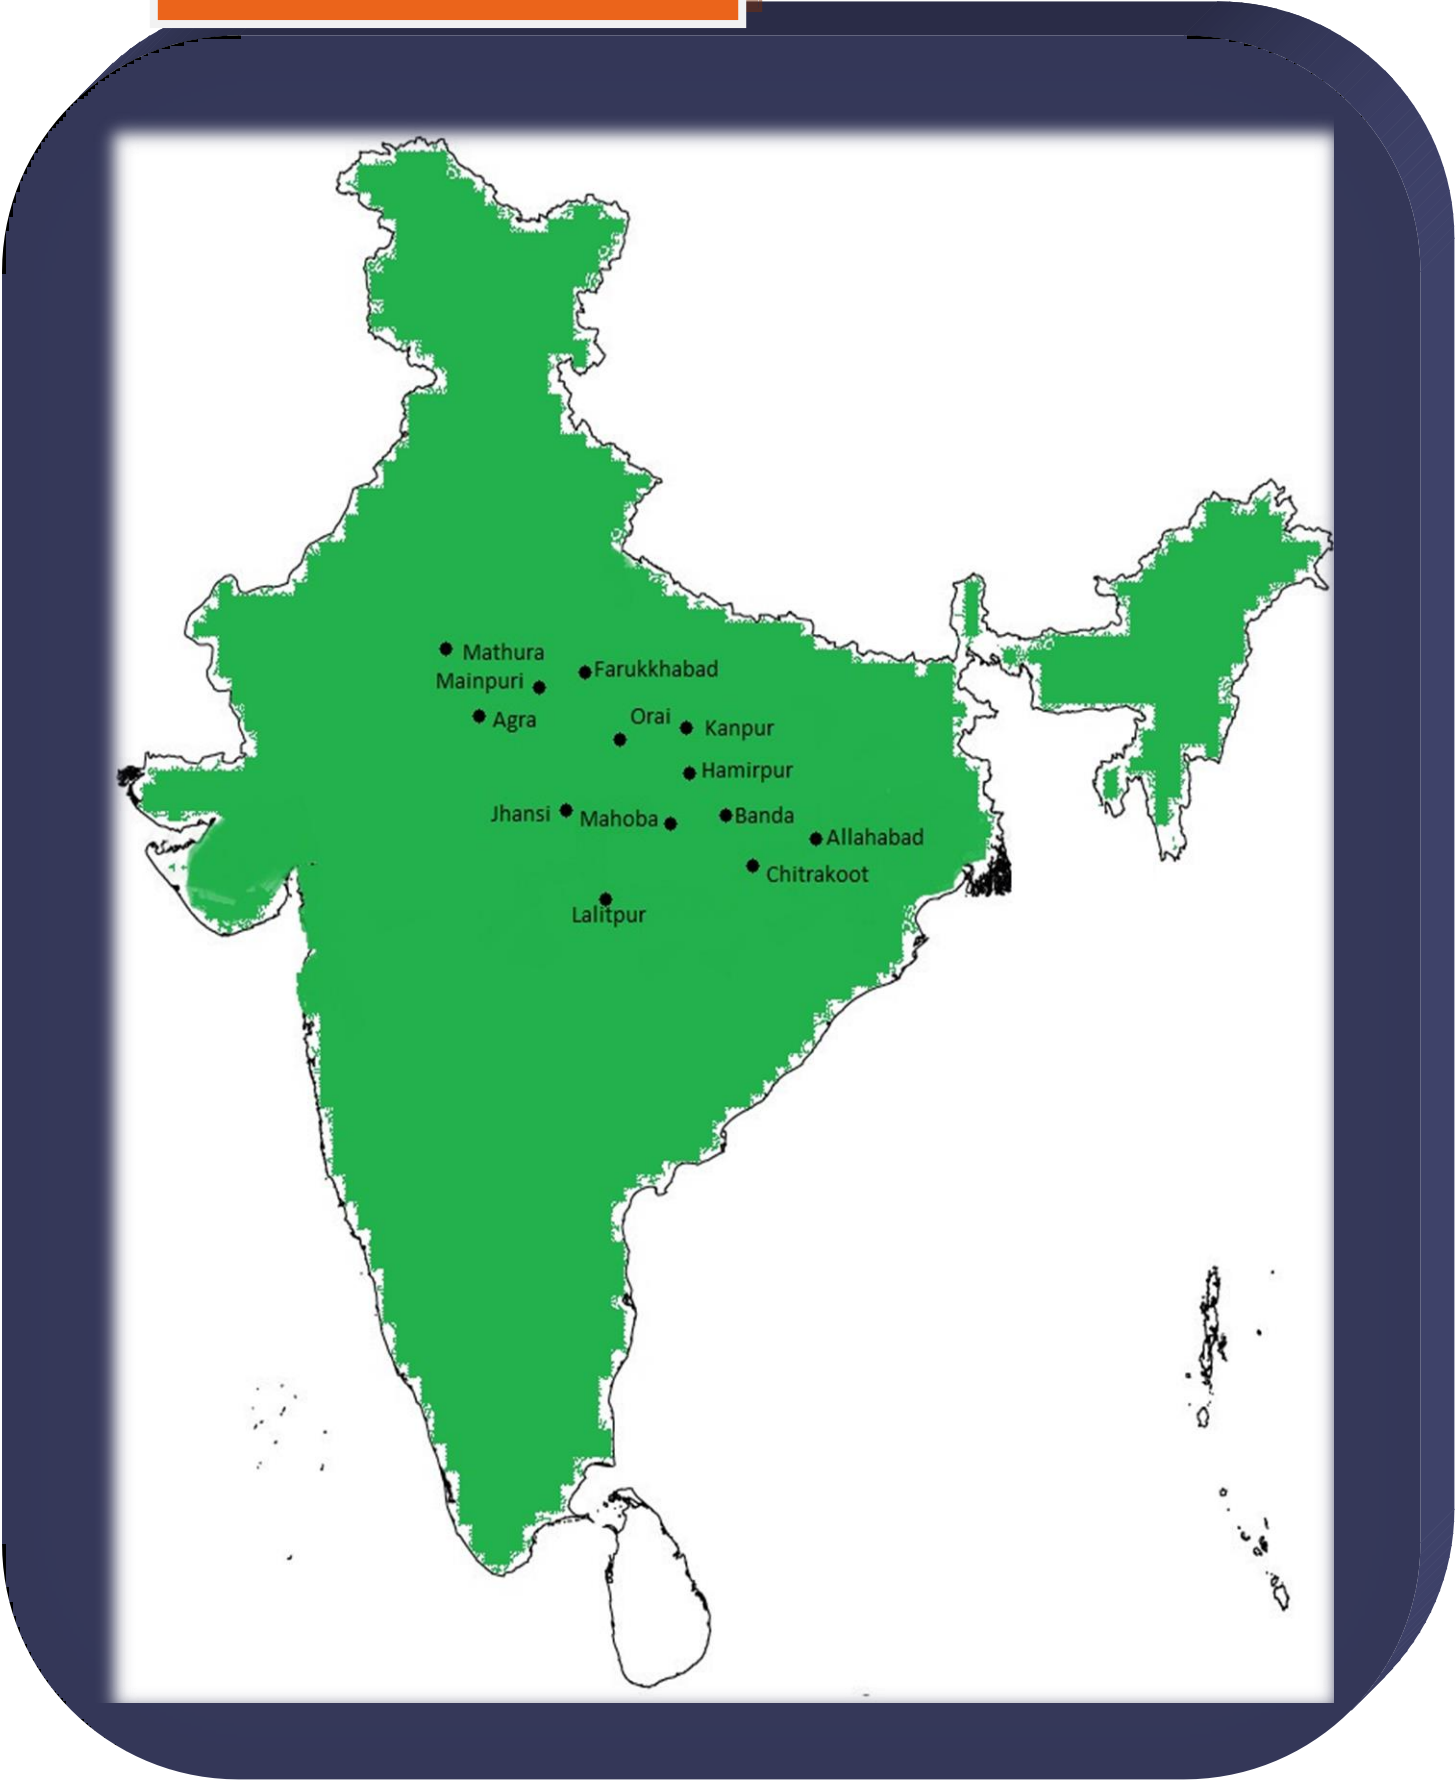 Mathura
Farukkhabad
Mainpuri
Agra
Orai
Kanpur
Hamirpur
Jhansi
Mahoba
Banda
Allahabad
Chitrakoot
Lalitpur